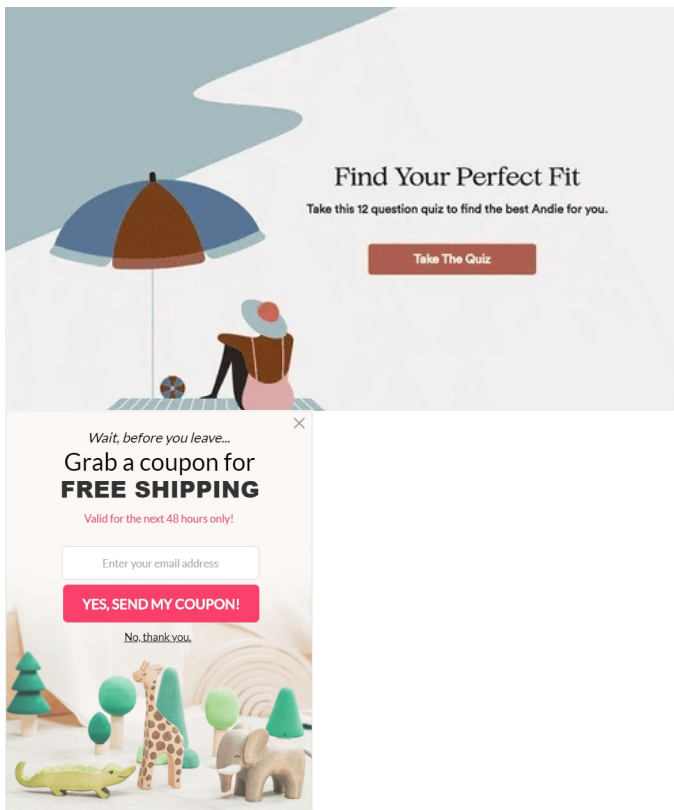 Find Your Perfect Fit
Take this 12 question quiz to find the best Andie for you.
Take The Quiz
Wait, before you leave...
Grab a coupon for
FREE SHIPPING
Valid for the next 48 hours only!
Enter your email address
YES, SEND MY COUPON!
No, thank you.